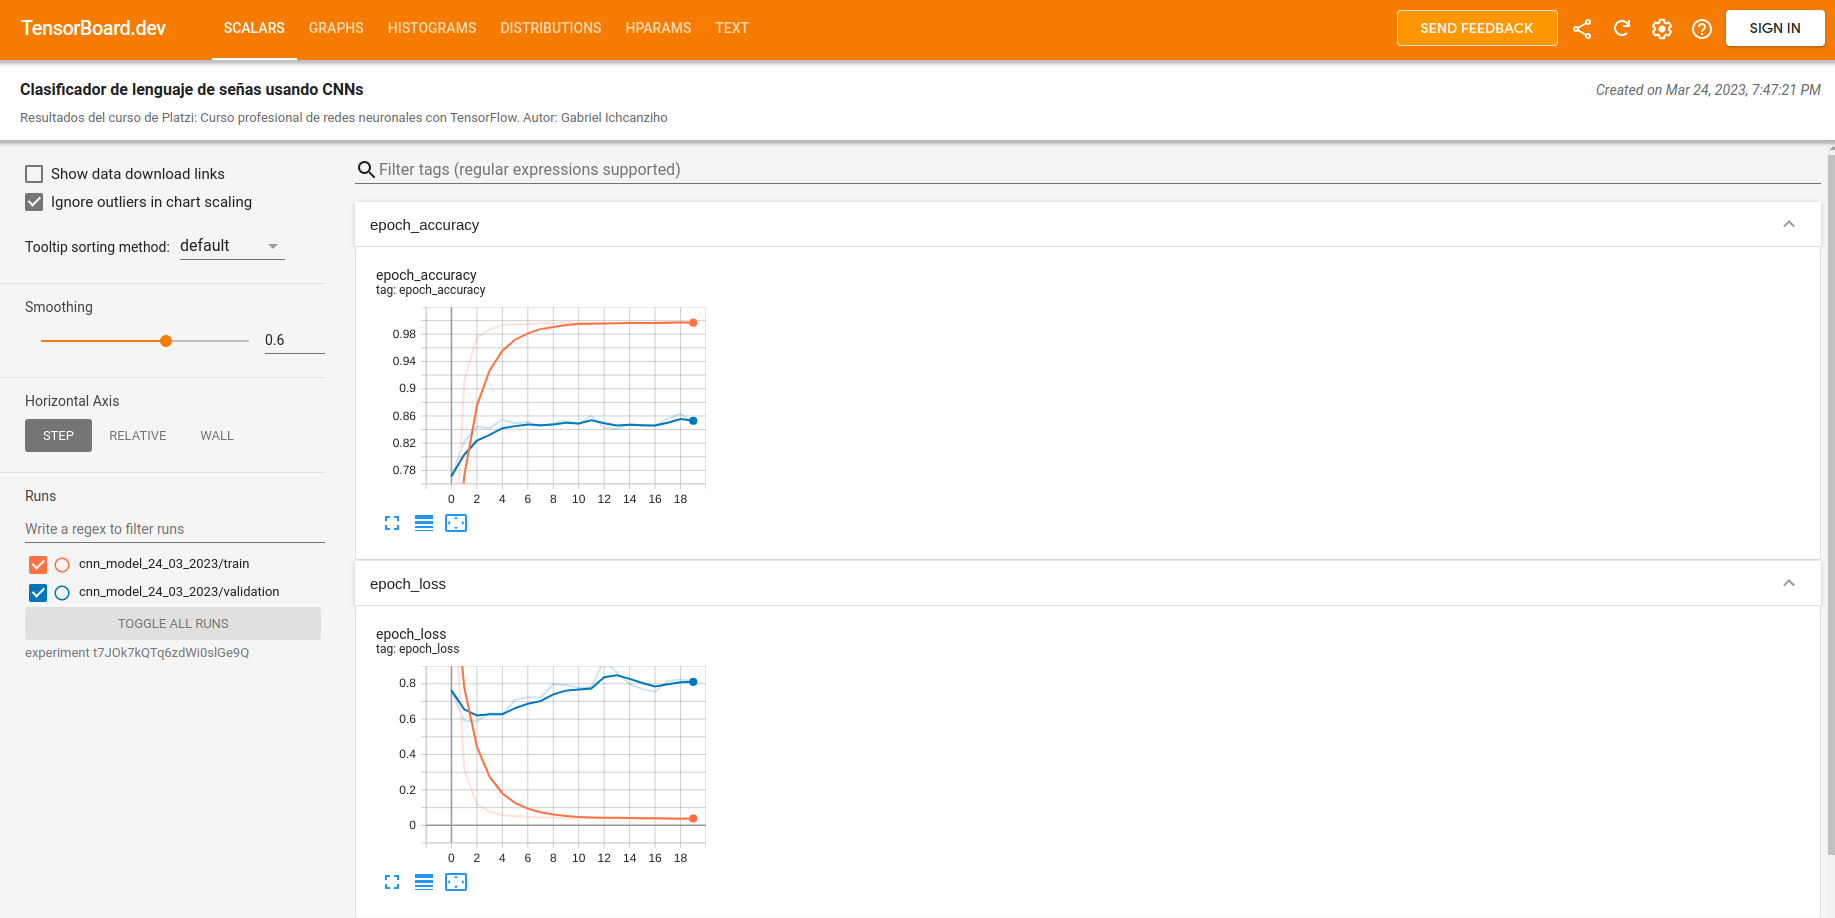 TensorBoard.dev SCALARS GRAPHS HISTOGRAMS DISTRIBUTIONS HPARAMS TEXT SEND FEEDBACK SIGN IN
Clasificador de lenguaje de señas usando CNNs Created on Mar 24, 2023, 7:47:21 PM
Resultados del curso de Platzi: Curso profesional de redes neuronales con TensorFlow. Autor: Gabriel Ichcanziho
Show data download links
Ignore outliers in chart scaling
Tooltip sorting method: default
Smoothing
0.6
Horizontal Axis
STEP RELATIVE WALL
Runs
Write a regex to filter runs
cnn_model_24_03_2023/train
cnn_model_24_03_2023/validation
TOGGLE ALL RUNS
experiment t7JOk7kQTq6zdWi0slGe9Q
Filter tags (regular expressions supported)
epoch_accuracy
epoch_accuracy
tag: epoch_accuracy
0.98
0.94
0.9
0.86
0.82
0.78
0 2 4 6 8 10 12 14 16 18
epoch_loss
epoch_loss
tag: epoch_loss
0.8
0.6
0.4
0.2
0
0 2 4 6 8 10 12 14 16 18